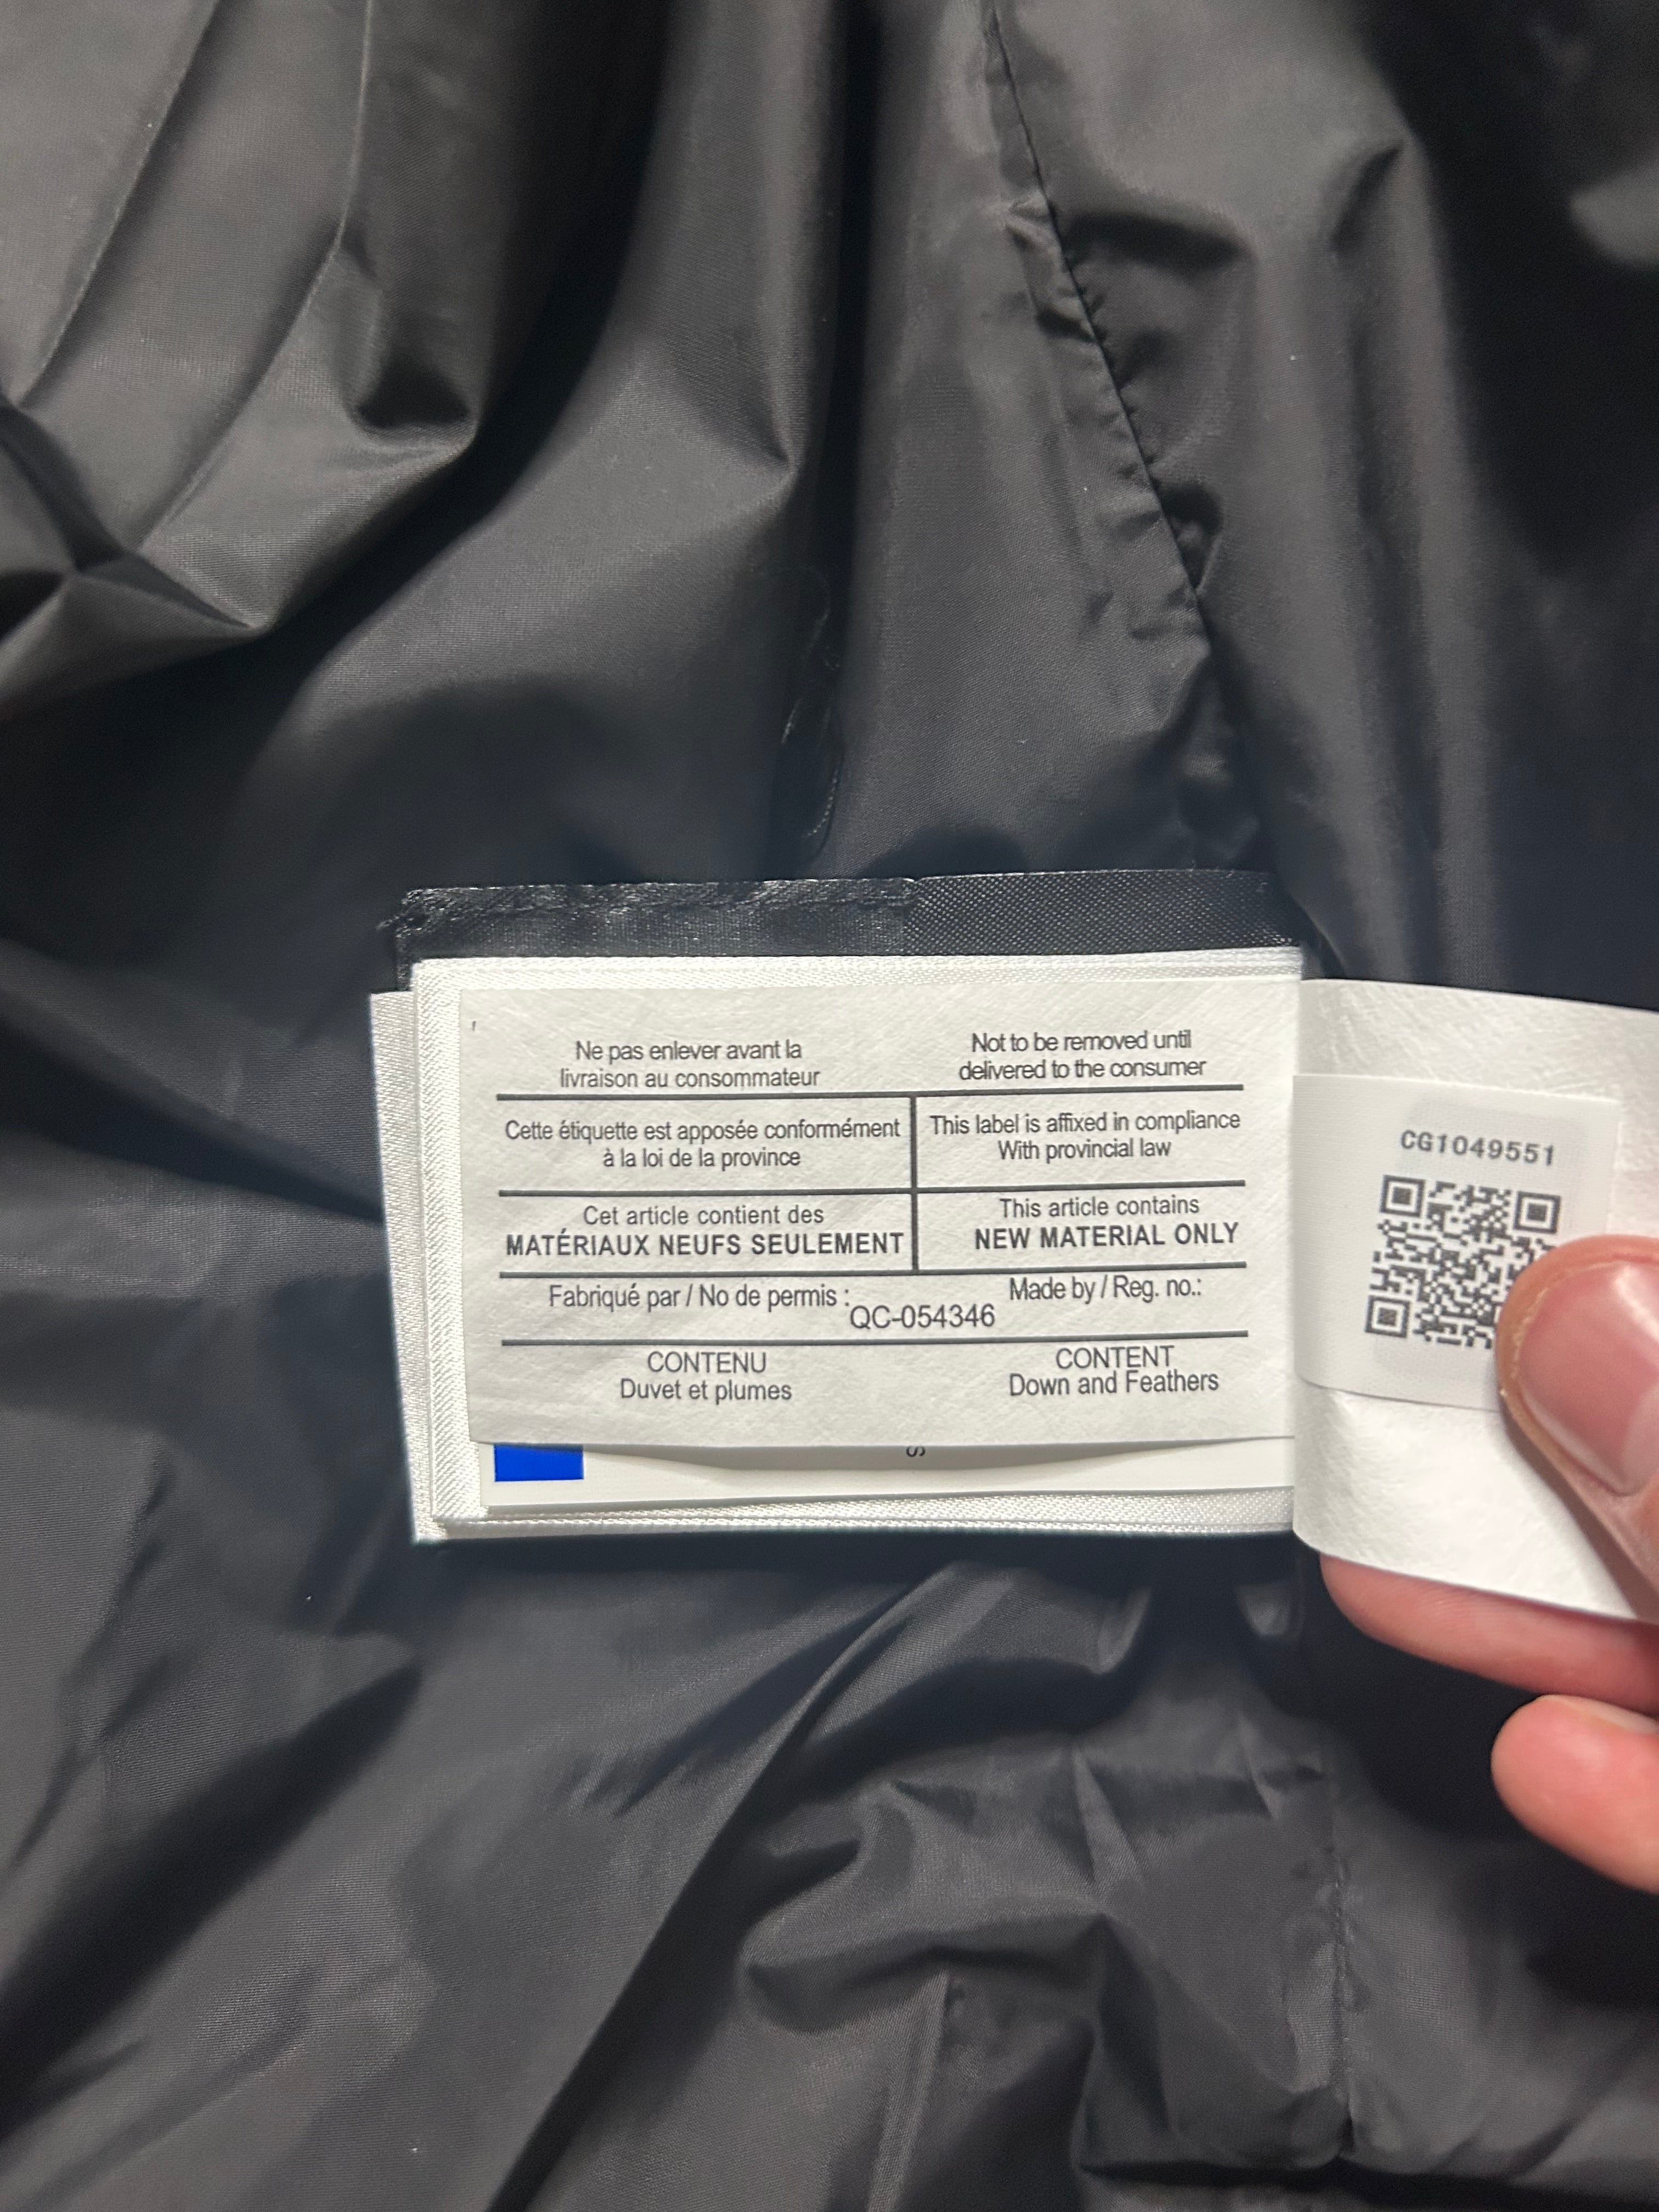 Ne pas enlever avant la
livraison au consommateur
Not to be removed until
delivered to the consumer
Cette étiquette est apposée conformément
à la loi de la province
This label is affixed in compliance
With provincial law
Cet article contient des
MATÉRIAUX NEUFS SEULEMENT
This article contains
NEW MATERIAL ONLY
Fabriqué par / No de permis :
Made by / Reg. no.:
QC-054346
CONTENU
Duvet et plumes
CONTENT
Down and Feathers
S
CG1049551